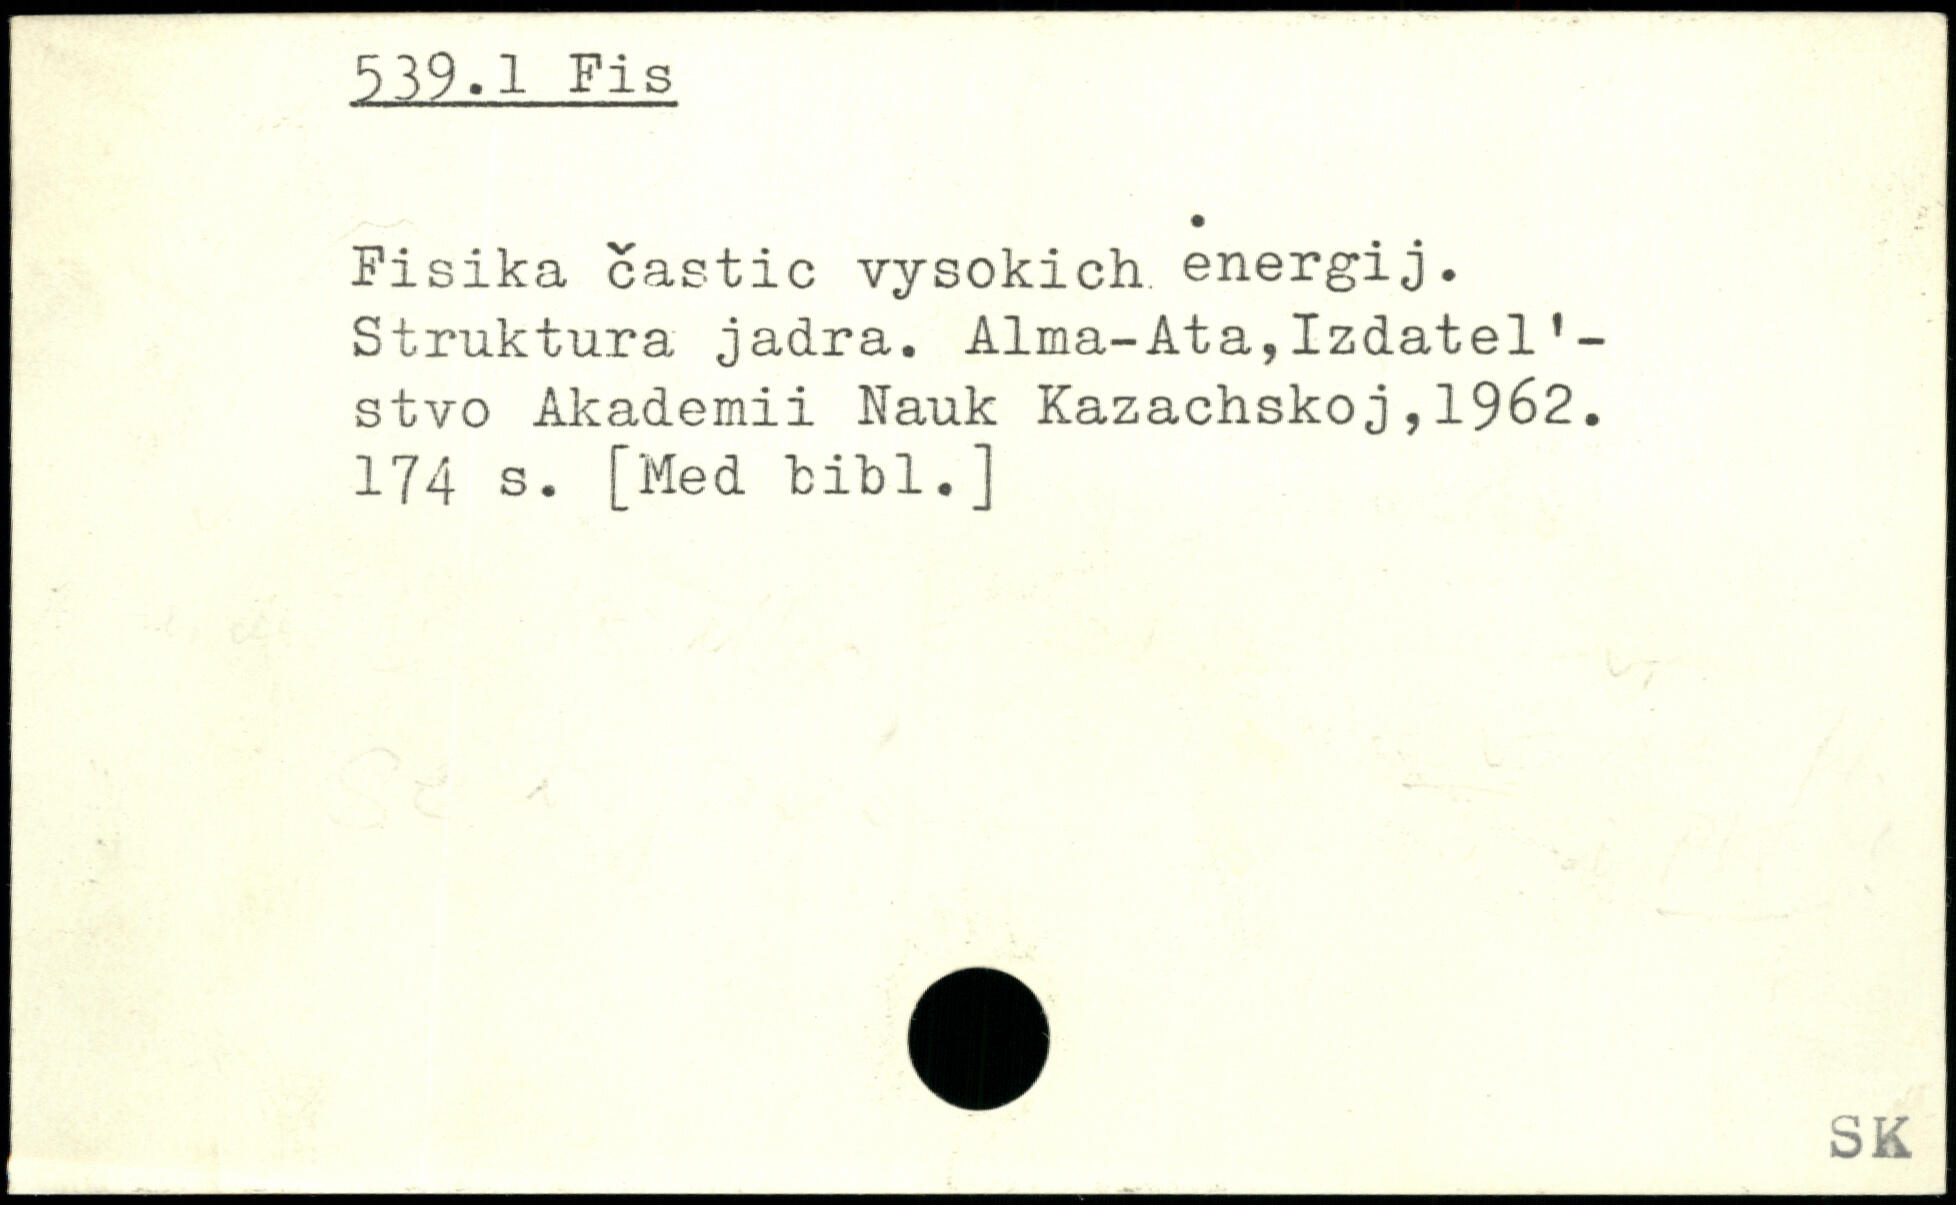 539.1 Fis
Fisika častic vysokich ėnergij.
Struktura jadra. Alma-Ata,Izdatel'-
stvo Akademii Nauk Kazachskoj,1962.
174 s. [Med bibl.]
SK